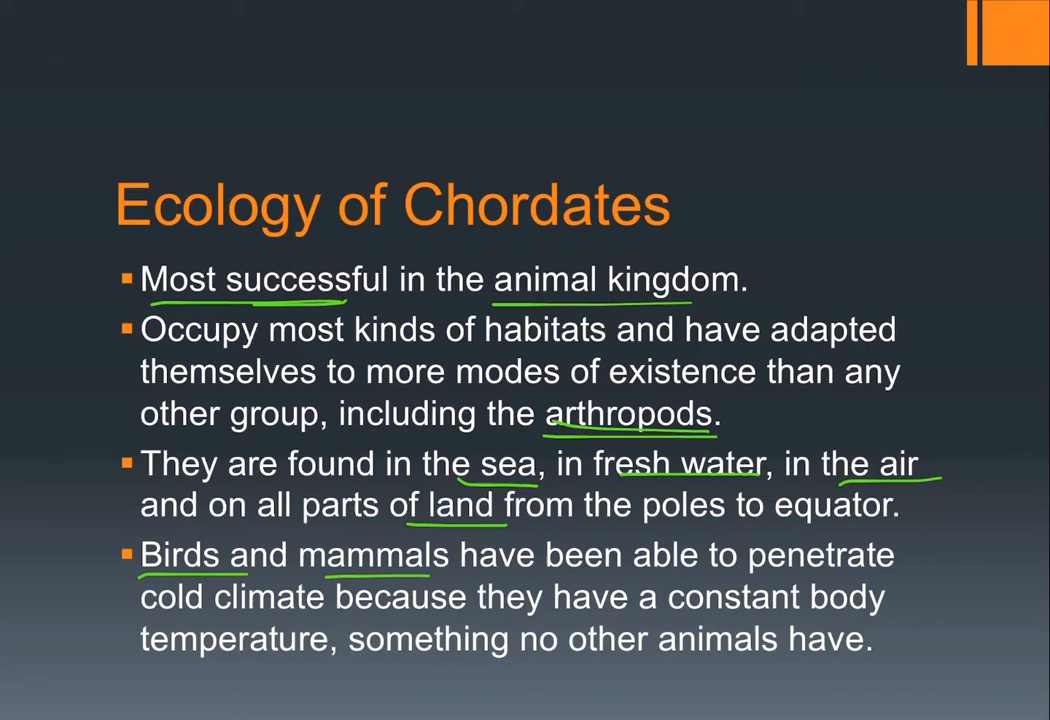 Ecology of Chordates
Most successful in the animal kingdom.
Occupy most kinds of habitats and have adapted
themselves to more modes of existence than any
other group, including the arthropods.
They are found in the sea, in fresh water, in the air
and on all parts of land from the poles to equator.
Birds and mammals have been able to penetrate
cold climate because they have a constant body
temperature, something no other animals have.